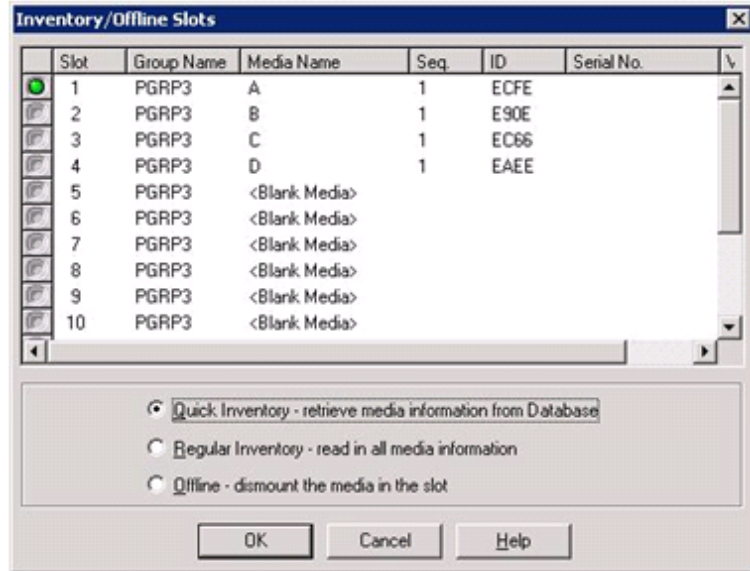 Inventory/Offline Slots
Slot Group Name Media Name Seq. ID Serial No.
1 PGRP3 A 1 ECFE
2 PGRP3 B 1 E90E
3 PGRP3 C 1 EC66
4 PGRP3 D 1 EAEE
5 PGRP3 <Blank Media>
6 PGRP3 <Blank Media>
7 PGRP3 <Blank Media>
8 PGRP3 <Blank Media>
9 PGRP3 <Blank Media>
10 PGRP3 <Blank Media>
Quick Inventory - retrieve media information from Database
Regular Inventory - read in all media information
Offline - dismount the media in the slot
OK Cancel Help